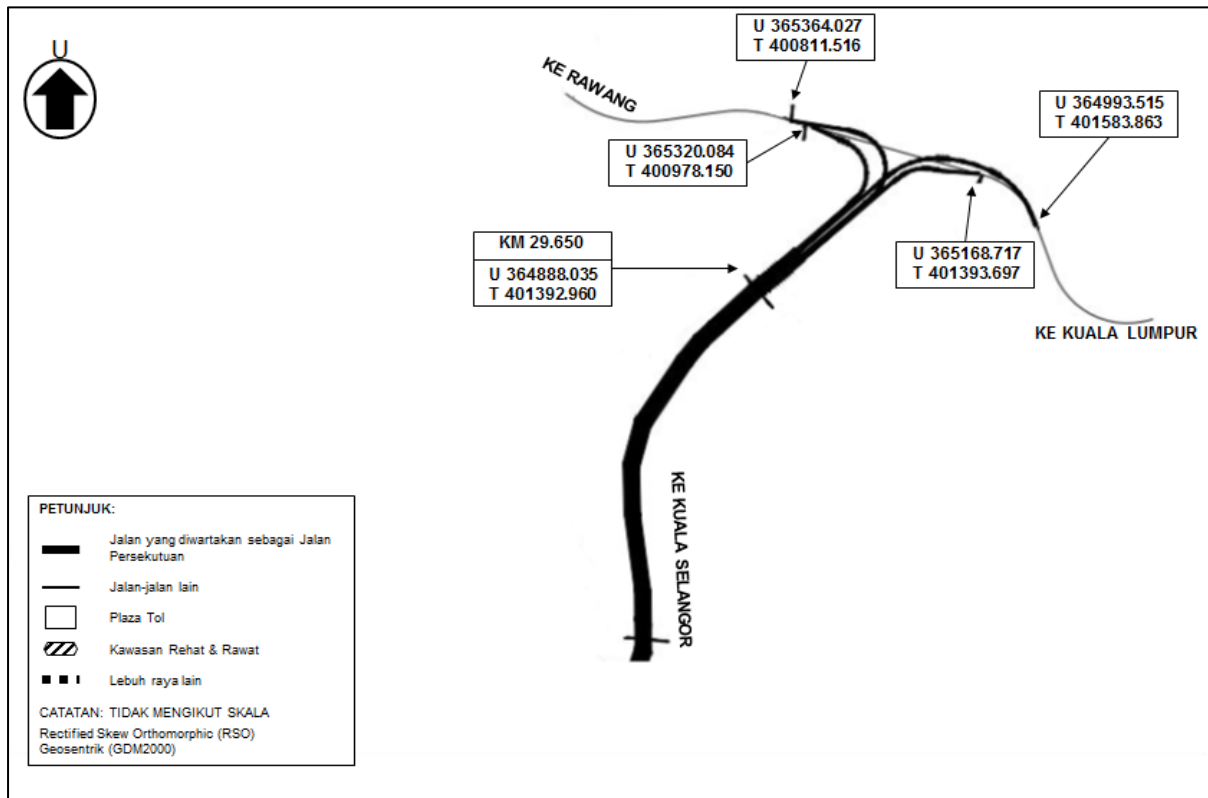 U
U 365364.027
T 400811.516
KE RAWANG
U 364993.515
T 401583.863
U 365320.084
T 400978.150
KM 29.650
U 364888.035
T 401392.960
U 365168.717
T 401393.697
KE KUALA LUMPUR
KE KUALA SELANGOR
PETUNJUK:
Jalan yang diwartakan sebagai Jalan
Persekutuan
Jalan-jalan lain
Plaza Tol
Kawasan Rehat & Rawat
Lebuh raya lain
CATATAN: TIDAK MENGIKUT SKALA
Rectified Skew Orthomorphic (RSO)
Geosentrik (GDM2000)